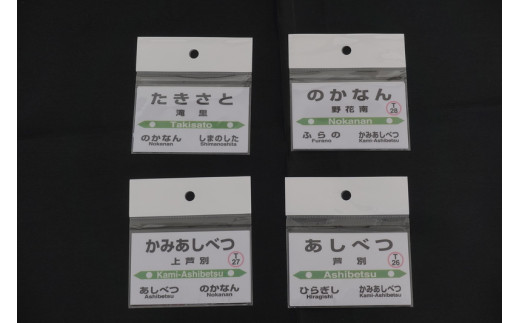 たきさと
滝里
Takisato
のかなん しまのした
Nokanan Shimanoshita
のかなん
野花南
T
28
Nokanan
ふらの かみあしべつ
Furano Kami-Ashibetsu
かみあしべつ
上芦別
T
27
Kami-Ashibetsu
あしべつ のかなん
Ashibetsu Nokanan
あしべつ
芦別
T
26
Ashibetsu
ひらぎし かみあしべつ
Hiragishi Kami-Ashibetsu